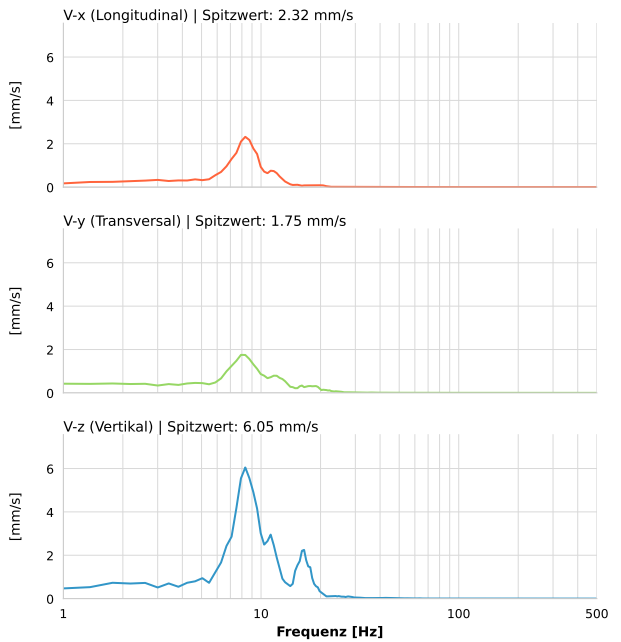 V-x (Longitudinal) | Spitzwert: 2.32 mm/s
[mm/s]
6
4
2
0
V-y (Transversal) | Spitzwert: 1.75 mm/s
[mm/s]
6
4
2
0
V-z (Vertikal) | Spitzwert: 6.05 mm/s
[mm/s]
6
4
2
0
1 10 100 500
Frequenz [Hz]